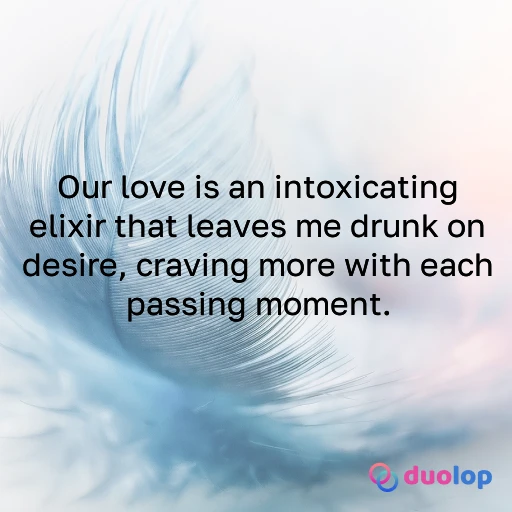 Our love is an intoxicating
elixir that leaves me drunk on
desire, craving more with each
passing moment.
duolop